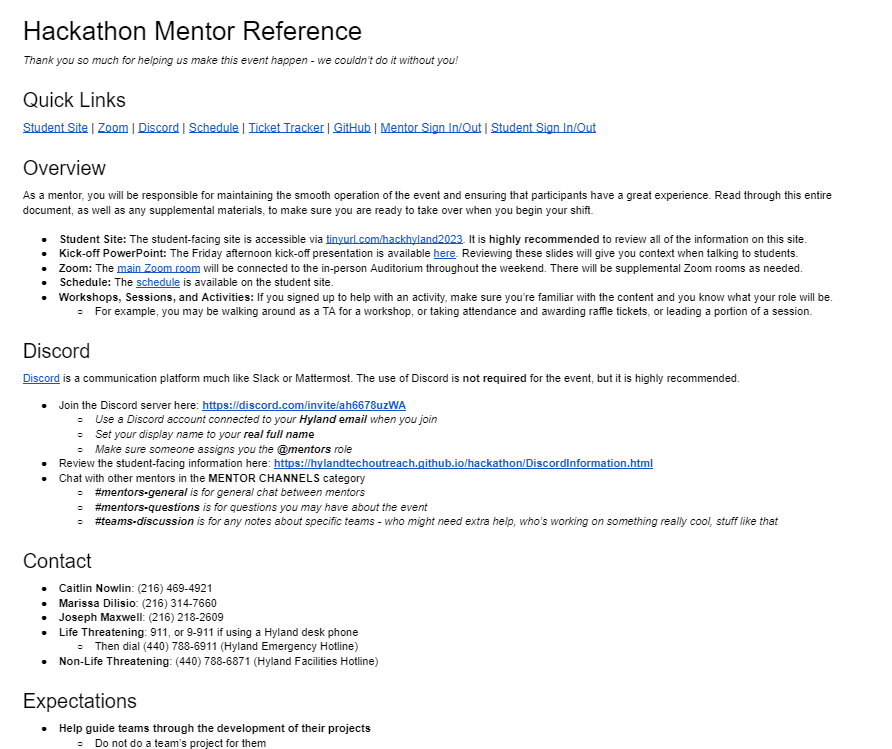 Hackathon Mentor Reference
Thank you so much for helping us make this event happen - we couldn't do it without you!
Quick Links
Student Site | Zoom | Discord | Schedule | Ticket Tracker | GitHub | Mentor Sign In/Out | Student Sign In/Out
Overview
As a mentor, you will be responsible for maintaining the smooth operation of the event and ensuring that participants have a great experience. Read through this entire
document, as well as any supplemental materials, to make sure you are ready to take over when you begin your shift.
● Student Site: The student-facing site is accessible via tinyurl.com/hackhyland2023. It is highly recommended to review all of the information on this site.
● Kick-off PowerPoint: The Friday afternoon kick-off presentation is available here. Reviewing these slides will give you context when talking to students.
● Zoom: The main Zoom room will be connected to the in-person Auditorium throughout the weekend. There will be supplemental Zoom rooms as needed.
● Schedule: The schedule is available on the student site.
● Workshops, Sessions, and Activities: If you signed up to help with an activity, make sure you're familiar with the content and you know what your role will be.
○ For example, you may be walking around as a TA for a workshop, or taking attendance and awarding raffle tickets, or leading a portion of a session.
Discord
Discord is a communication platform much like Slack or Mattermost. The use of Discord is not required for the event, but it is highly recommended.
● Join the Discord server here: https://discord.com/invite/ah6678uzWA
○ Use a Discord account connected to your Hyland email when you join
○ Set your display name to your real full name
○ Make sure someone assigns you the @mentors role
● Review the student-facing information here: https://hylandtechoutreach.github.io/hackathon/DiscordInformation.html
● Chat with other mentors in the MENTOR CHANNELS category
○ #mentors-general is for general chat between mentors
○ #mentors-questions is for questions you may have about the event
○ #teams-discussion is for any notes about specific teams - who might need extra help, who's working on something really cool, stuff like that
Contact
● Caitlin Nowlin: (216) 469-4921
● Marissa Dilisio: (216) 314-7660
● Joseph Maxwell: (216) 218-2609
● Life Threatening: 911, or 9-911 if using a Hyland desk phone
○ Then dial (440) 788-6911 (Hyland Emergency Hotline)
● Non-Life Threatening: (440) 788-6871 (Hyland Facilities Hotline)
Expectations
● Help guide teams through the development of their projects
○ Do not do a team's project for them